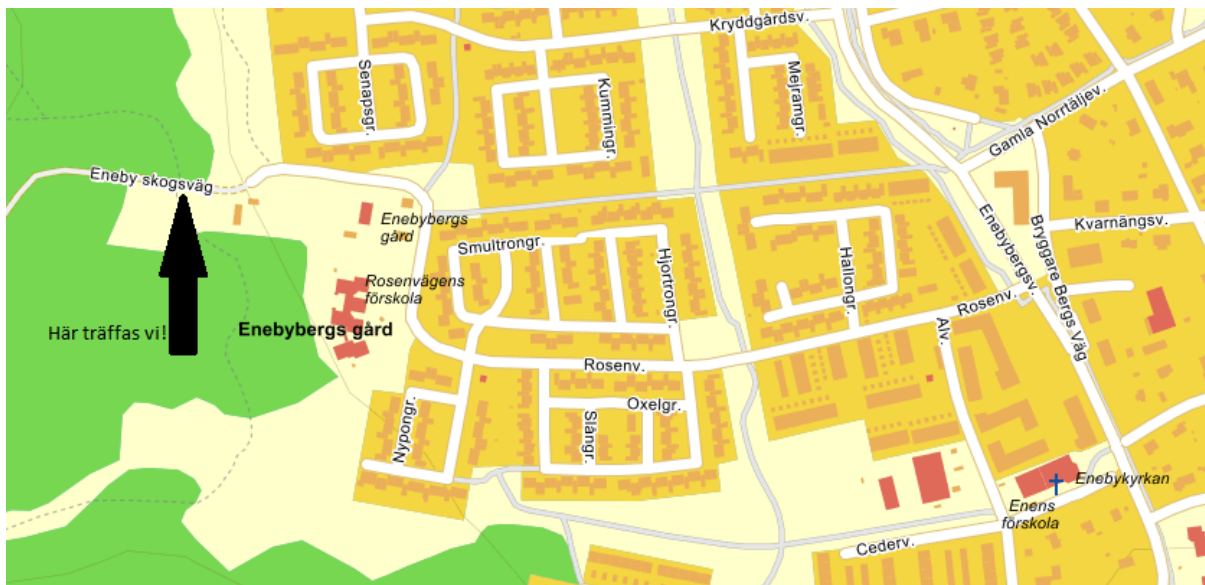 Kryddgårdsv.
Senapsgr.
Kummingr.
Mejramgr.
Gamla Norrtäljev.
Eneby skogsväg
Enebybergs
gård
Smultrongr.
Hjortrongr.
Hallongr.
Enebybergsv.
Bryggare Bergs Väg
Kvarnängsv.
Rosenvägens
förskola
Här träffas vi!
Enebybergs gård
Rosenv.
Rosenv.
Alv.
Nypongr.
Oxelgr.
Slångr.
Enebykyrkan
Enens
förskola
Cederv.